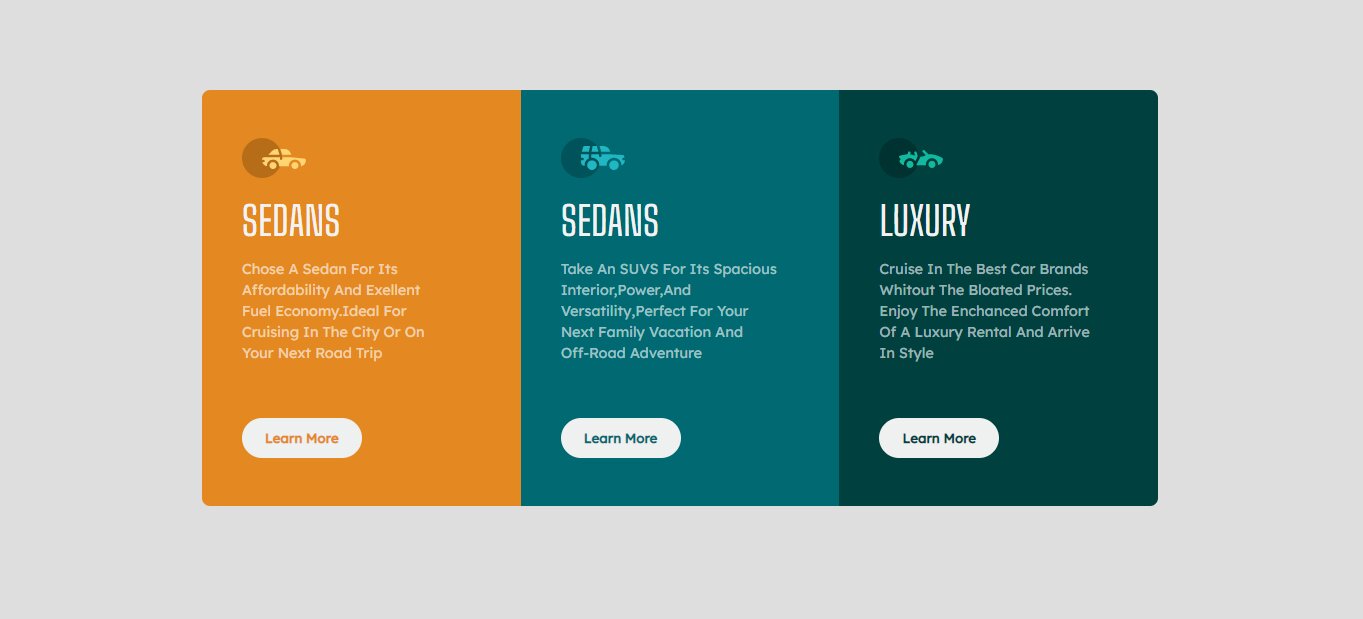 SEDANS
Chose A Sedan For Its
Affordability And Exellent
Fuel Economy.Ideal For
Cruising In The City Or On
Your Next Road Trip
Learn More
SEDANS
Take An SUVS For Its Spacious
Interior,Power,And
Versatility,Perfect For Your
Next Family Vacation And
Off-Road Adventure
Learn More
LUXURY
Cruise In The Best Car Brands
Whitout The Bloated Prices.
Enjoy The Enchanced Comfort
Of A Luxury Rental And Arrive
In Style
Learn More